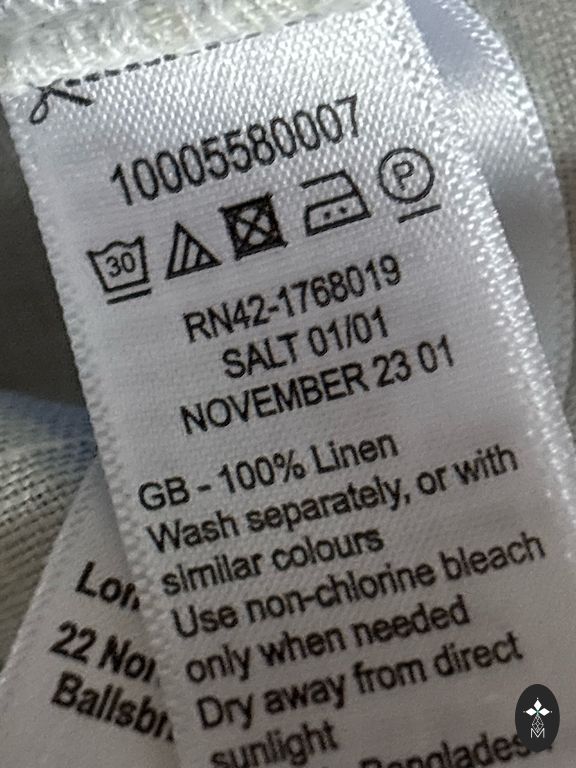 10005580007
30 P
RN42-1768019
SALT 01/01
NOVEMBER 23 01
GB - 100% Linen
Wash separately, or with
similar colours
Use non-chlorine bleach
only when needed
Dry away from direct
sunlight
22
M